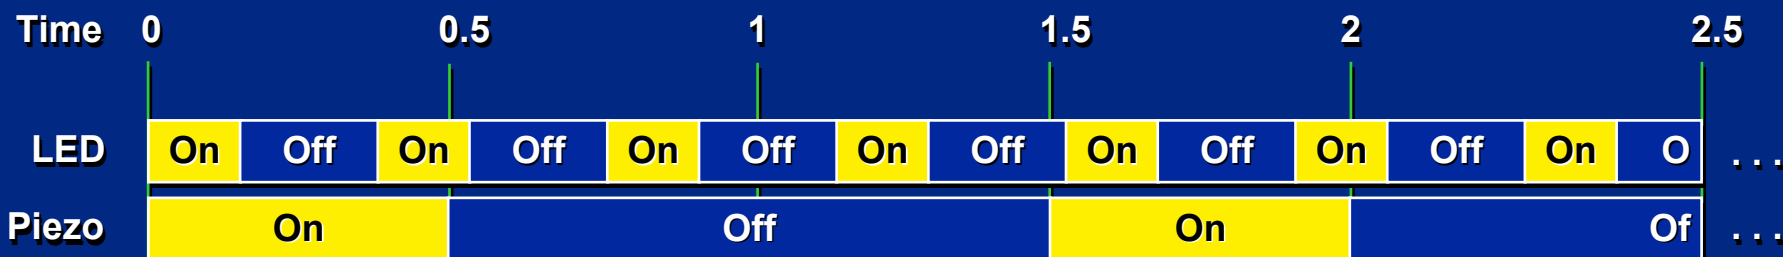 Time 0 0.5 1 1.5 2 2.5
LED On Off On Off On Off On Off On Off On Off On O . . .
Piezo On Off On Of . . .